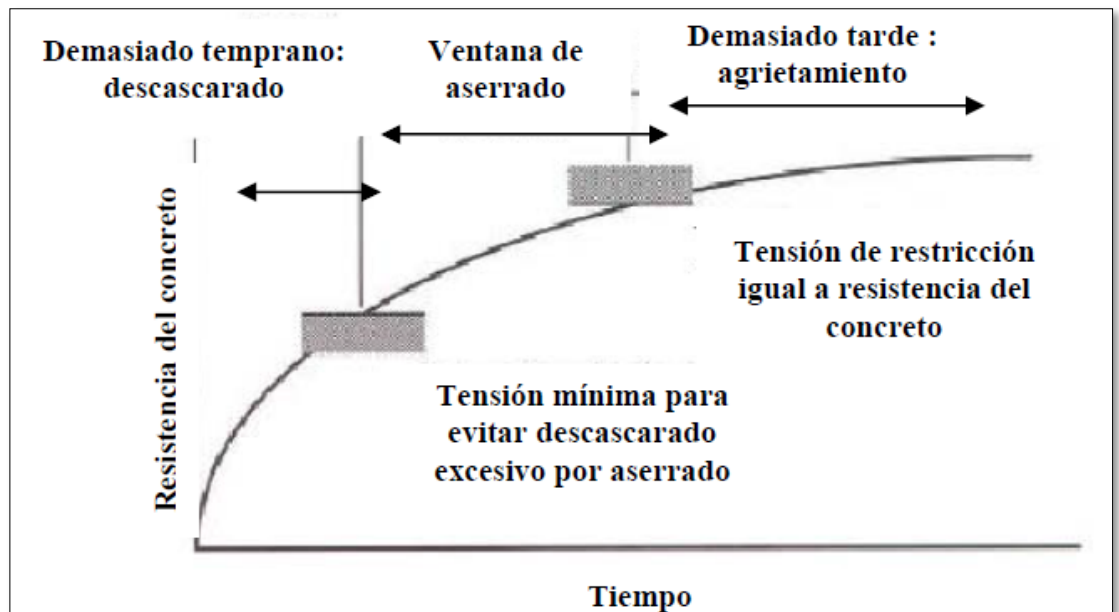 Demasiado temprano:
descascarado
Ventana de
aserrado
Demasiado tarde :
agrietamiento
Resistencia del concreto
Tensión de restricción
igual a resistencia del
concreto
Tensión mínima para
evitar descascarado
excesivo por aserrado
Tiempo